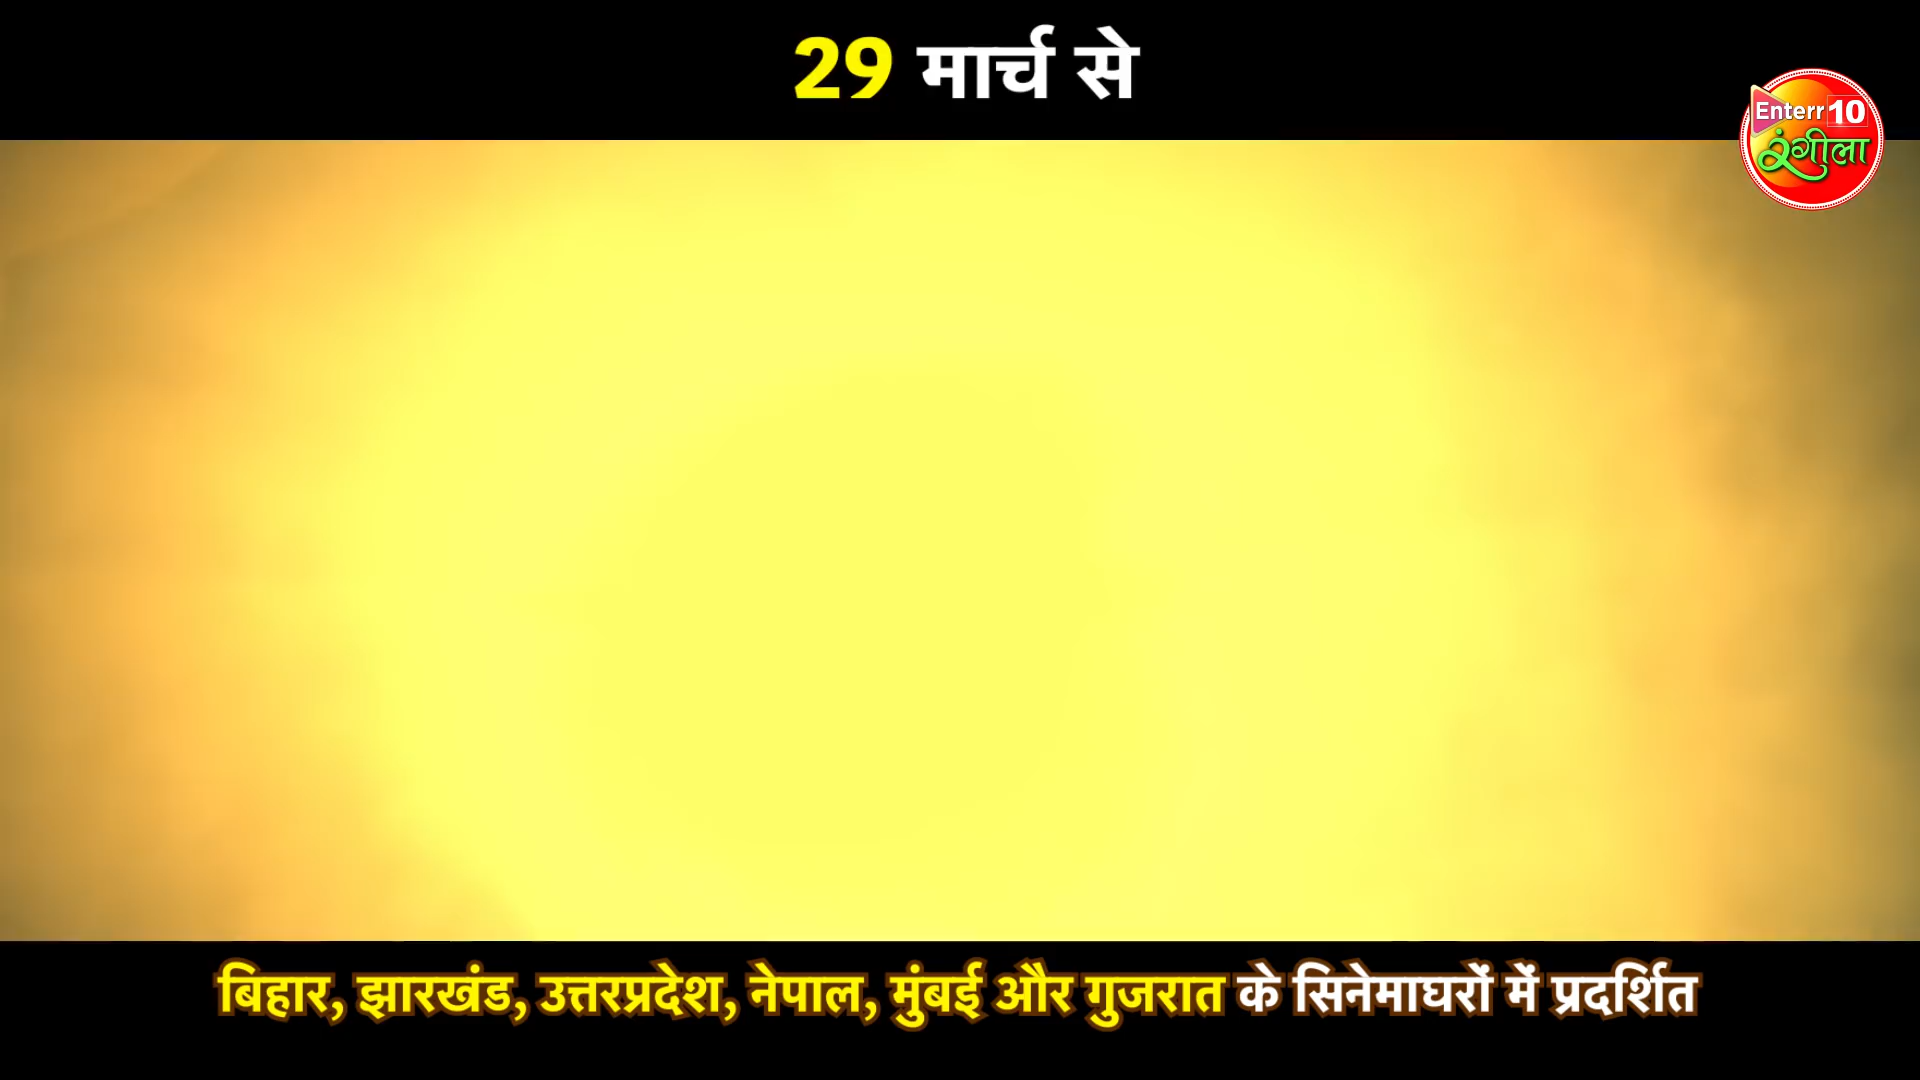 29 मार्च से
Enterr 10
रंगीला
बिहार, झारखंड, उत्तरप्रदेश, नेपाल, मुंबई और गुजरात के सिनेमाघरों में प्रदर्शित